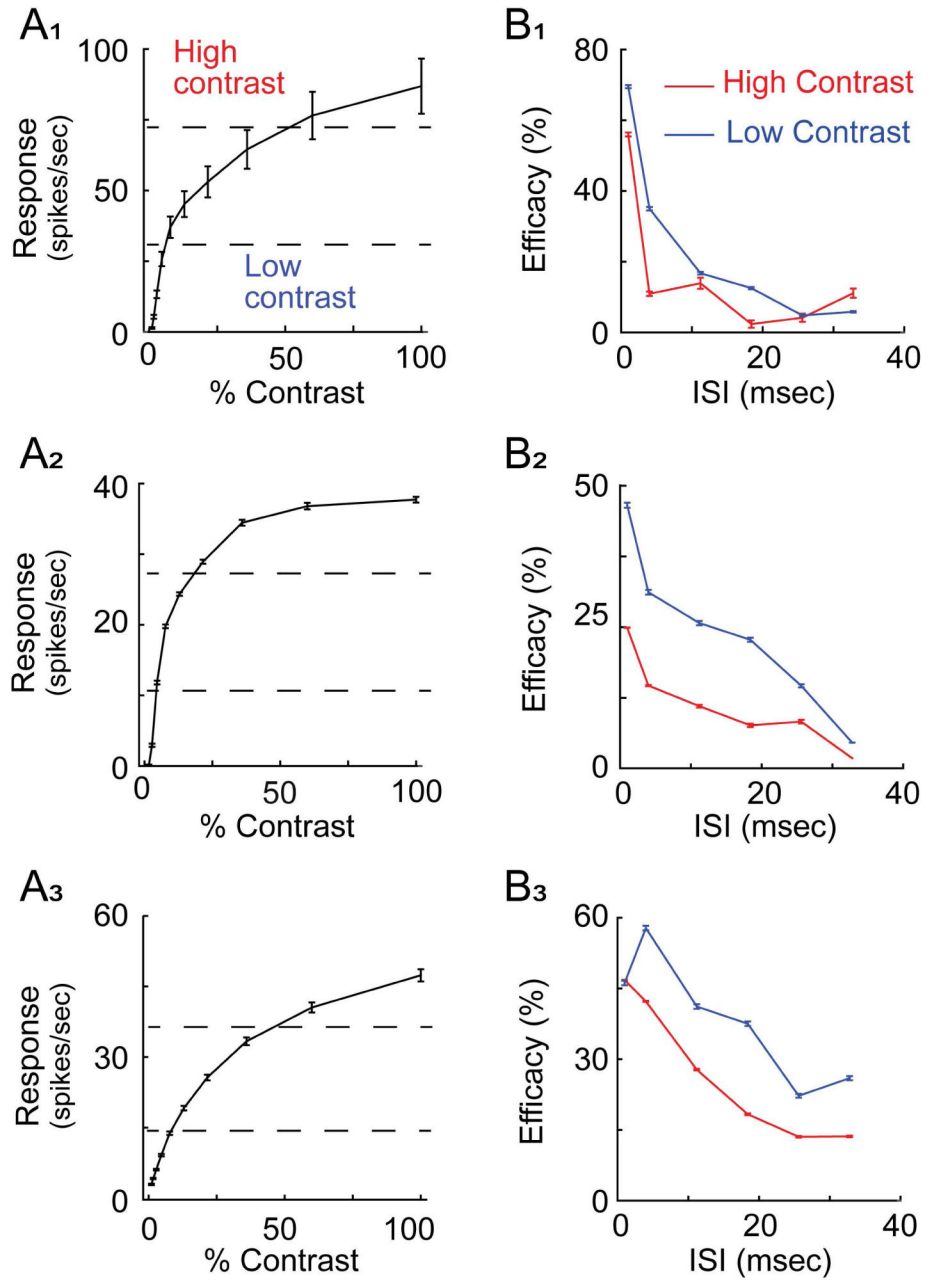 A1
100
High
contrast
Response
(spikes/sec)
50
Low
contrast
0
0
50
100
% Contrast
B1
80
High Contrast
Low Contrast
Efficacy (%)
40
0
0
20
40
ISI (msec)
A2
40
Response
(spikes/sec)
20
0
0
50
100
% Contrast
B2
50
Efficacy (%)
25
0
0
20
40
ISI (msec)
A3
60
Response
(spikes/sec)
30
0
0
50
100
% Contrast
B3
60
Efficacy (%)
30
0
0
20
40
ISI (msec)